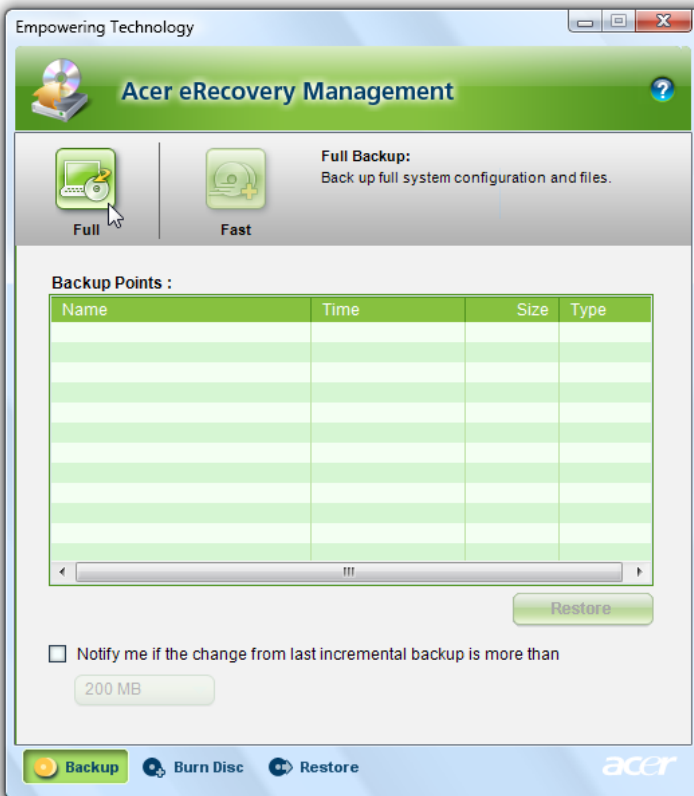 Empowering Technology
Acer eRecovery Management
Full Backup:
Back up full system configuration and files.
Full
Fast
Backup Points :
Name Time Size Type
Restore
Notify me if the change from last incremental backup is more than
200 MB
Backup Burn Disc Restore
acer